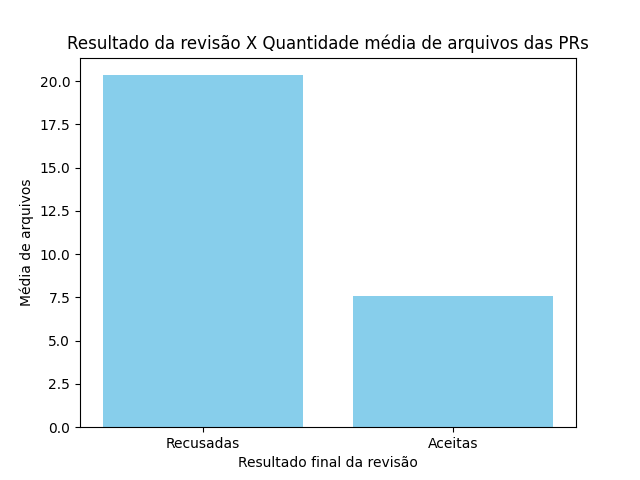 Resultado da revisão X Quantidade média de arquivos das PRs
20.0
17.5
15.0
12.5
10.0
7.5
5.0
2.5
0.0
Média de arquivos
Recusadas
Aceitas
Resultado final da revisão